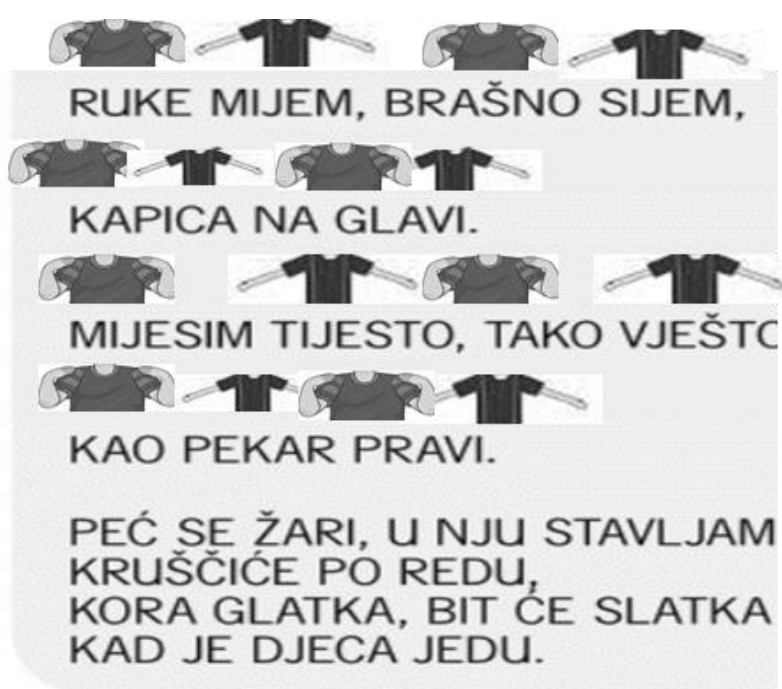 RUKE MIJEM, BRAŠNO SIJEM,
KAPICA NA GLAVI.
MIJESIM TIJESTO, TAKO VJEŠTO
KAO PEKAR PRAVI.
PEĆ SE ŽARI, U NJU STAVLJAM
KRUŠČIĆE PO REDU,
KORA GLATKA, BIT ĆE SLATKA
KAD JE DJECA JEDU.